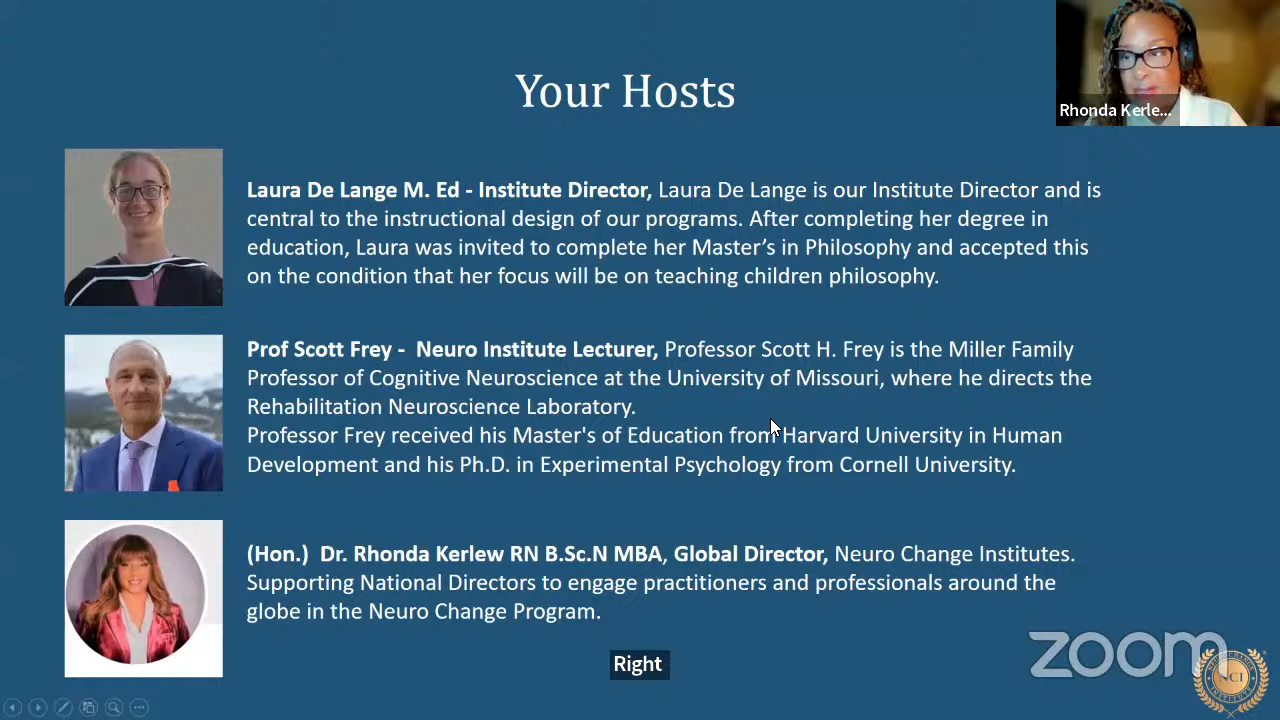 Your Hosts
Rhonda Kerle...
Laura De Lange M. Ed - Institute Director, Laura De Lange is our Institute Director and is
central to the instructional design of our programs. After completing her degree in
education, Laura was invited to complete her Master’s in Philosophy and accepted this
on the condition that her focus will be on teaching children philosophy.
Prof Scott Frey -  Neuro Institute Lecturer, Professor Scott H. Frey is the Miller Family
Professor of Cognitive Neuroscience at the University of Missouri, where he directs the
Rehabilitation Neuroscience Laboratory.
Professor Frey received his Master's of Education from Harvard University in Human
Development and his Ph.D. in Experimental Psychology from Cornell University.
(Hon.)  Dr. Rhonda Kerlew RN B.Sc.N MBA, Global Director, Neuro Change Institutes.
Supporting National Directors to engage practitioners and professionals around the
globe in the Neuro Change Program.
Right
zoom
NCI